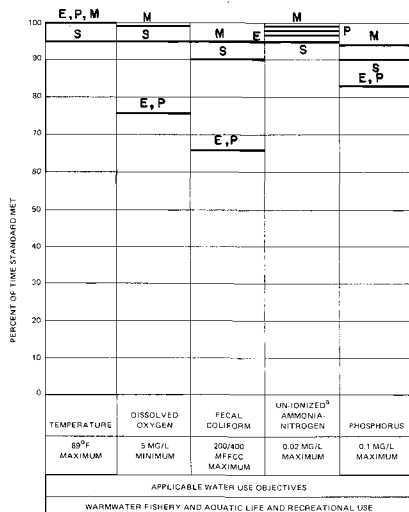 E, P, M
M
M
S
S
M
E
P
M
S
S
S
E, P
E, P
E, P
100
90
80
70
60
50
40
30
20
10
0
PERCENT OF TIME STANDARD MET
TEMPERATURE
DISSOLVED OXYGEN
FECAL COLIFORM
UN-IONIZED a AMMONIA-NITROGEN
PHOSPHORUS
89°F MAXIMUM
5 MG/L MINIMUM
200/400 MFFCC MAXIMUM
0.02 MG/L MAXIMUM
0.1 MG/L MAXIMUM
APPLICABLE WATER USE OBJECTIVES
WARMWATER FISHERY AND AQUATIC LIFE AND RECREATIONAL USE